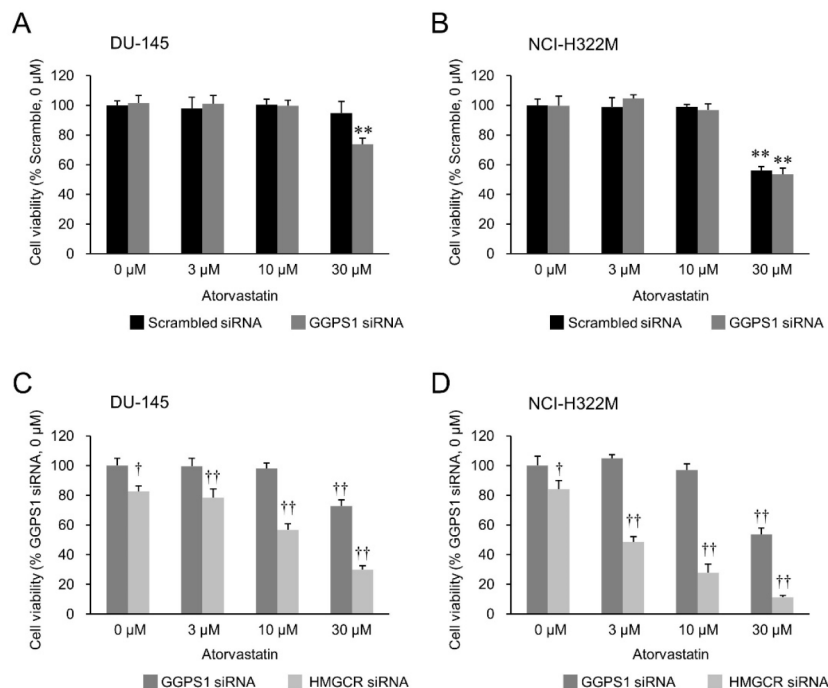 A
DU-145
Cell viability (% Scramble, 0 µM)
120
100
80
60
40
20
0
**
0 µM 3 µM 10 µM 30 µM
Atorvastatin
Scrambled siRNA GGPS1 siRNA
B
NCI-H322M
Cell viability (% Scramble, 0 µM)
120
100
80
60
40
20
0
** **
0 µM 3 µM 10 µM 30 µM
Atorvastatin
Scrambled siRNA GGPS1 siRNA
C
DU-145
Cell viability (% GGPS1 siRNA, 0 µM)
120
100
80
60
40
20
0
† †† †† †† ††
0 µM 3 µM 10 µM 30 µM
Atorvastatin
GGPS1 siRNA HMGCR siRNA
D
NCI-H322M
Cell viability (% GGPS1 siRNA, 0 µM)
120
100
80
60
40
20
0
† †† †† †† ††
0 µM 3 µM 10 µM 30 µM
Atorvastatin
GGPS1 siRNA HMGCR siRNA